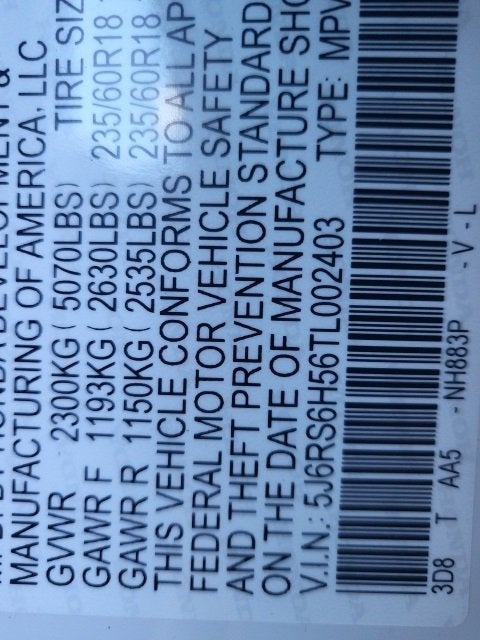 MANUFACTURING OF AMERICA, LLC
GVWR 2300KG ( 5070LBS) TIRE SIZ
GAWR F 1193KG ( 2630LBS) 235/60R18
GAWR R 1150KG ( 2535LBS) 235/60R18
THIS VEHICLE CONFORMS TO ALL AP
FEDERAL MOTOR VEHICLE SAFETY
AND THEFT PREVENTION STANDARD
ON THE DATE OF MANUFACTURE SHO
V.I.N.: 5J6RS6H56TL002403 TYPE: MPV
3D8 T AA5 - NH883P - V - L